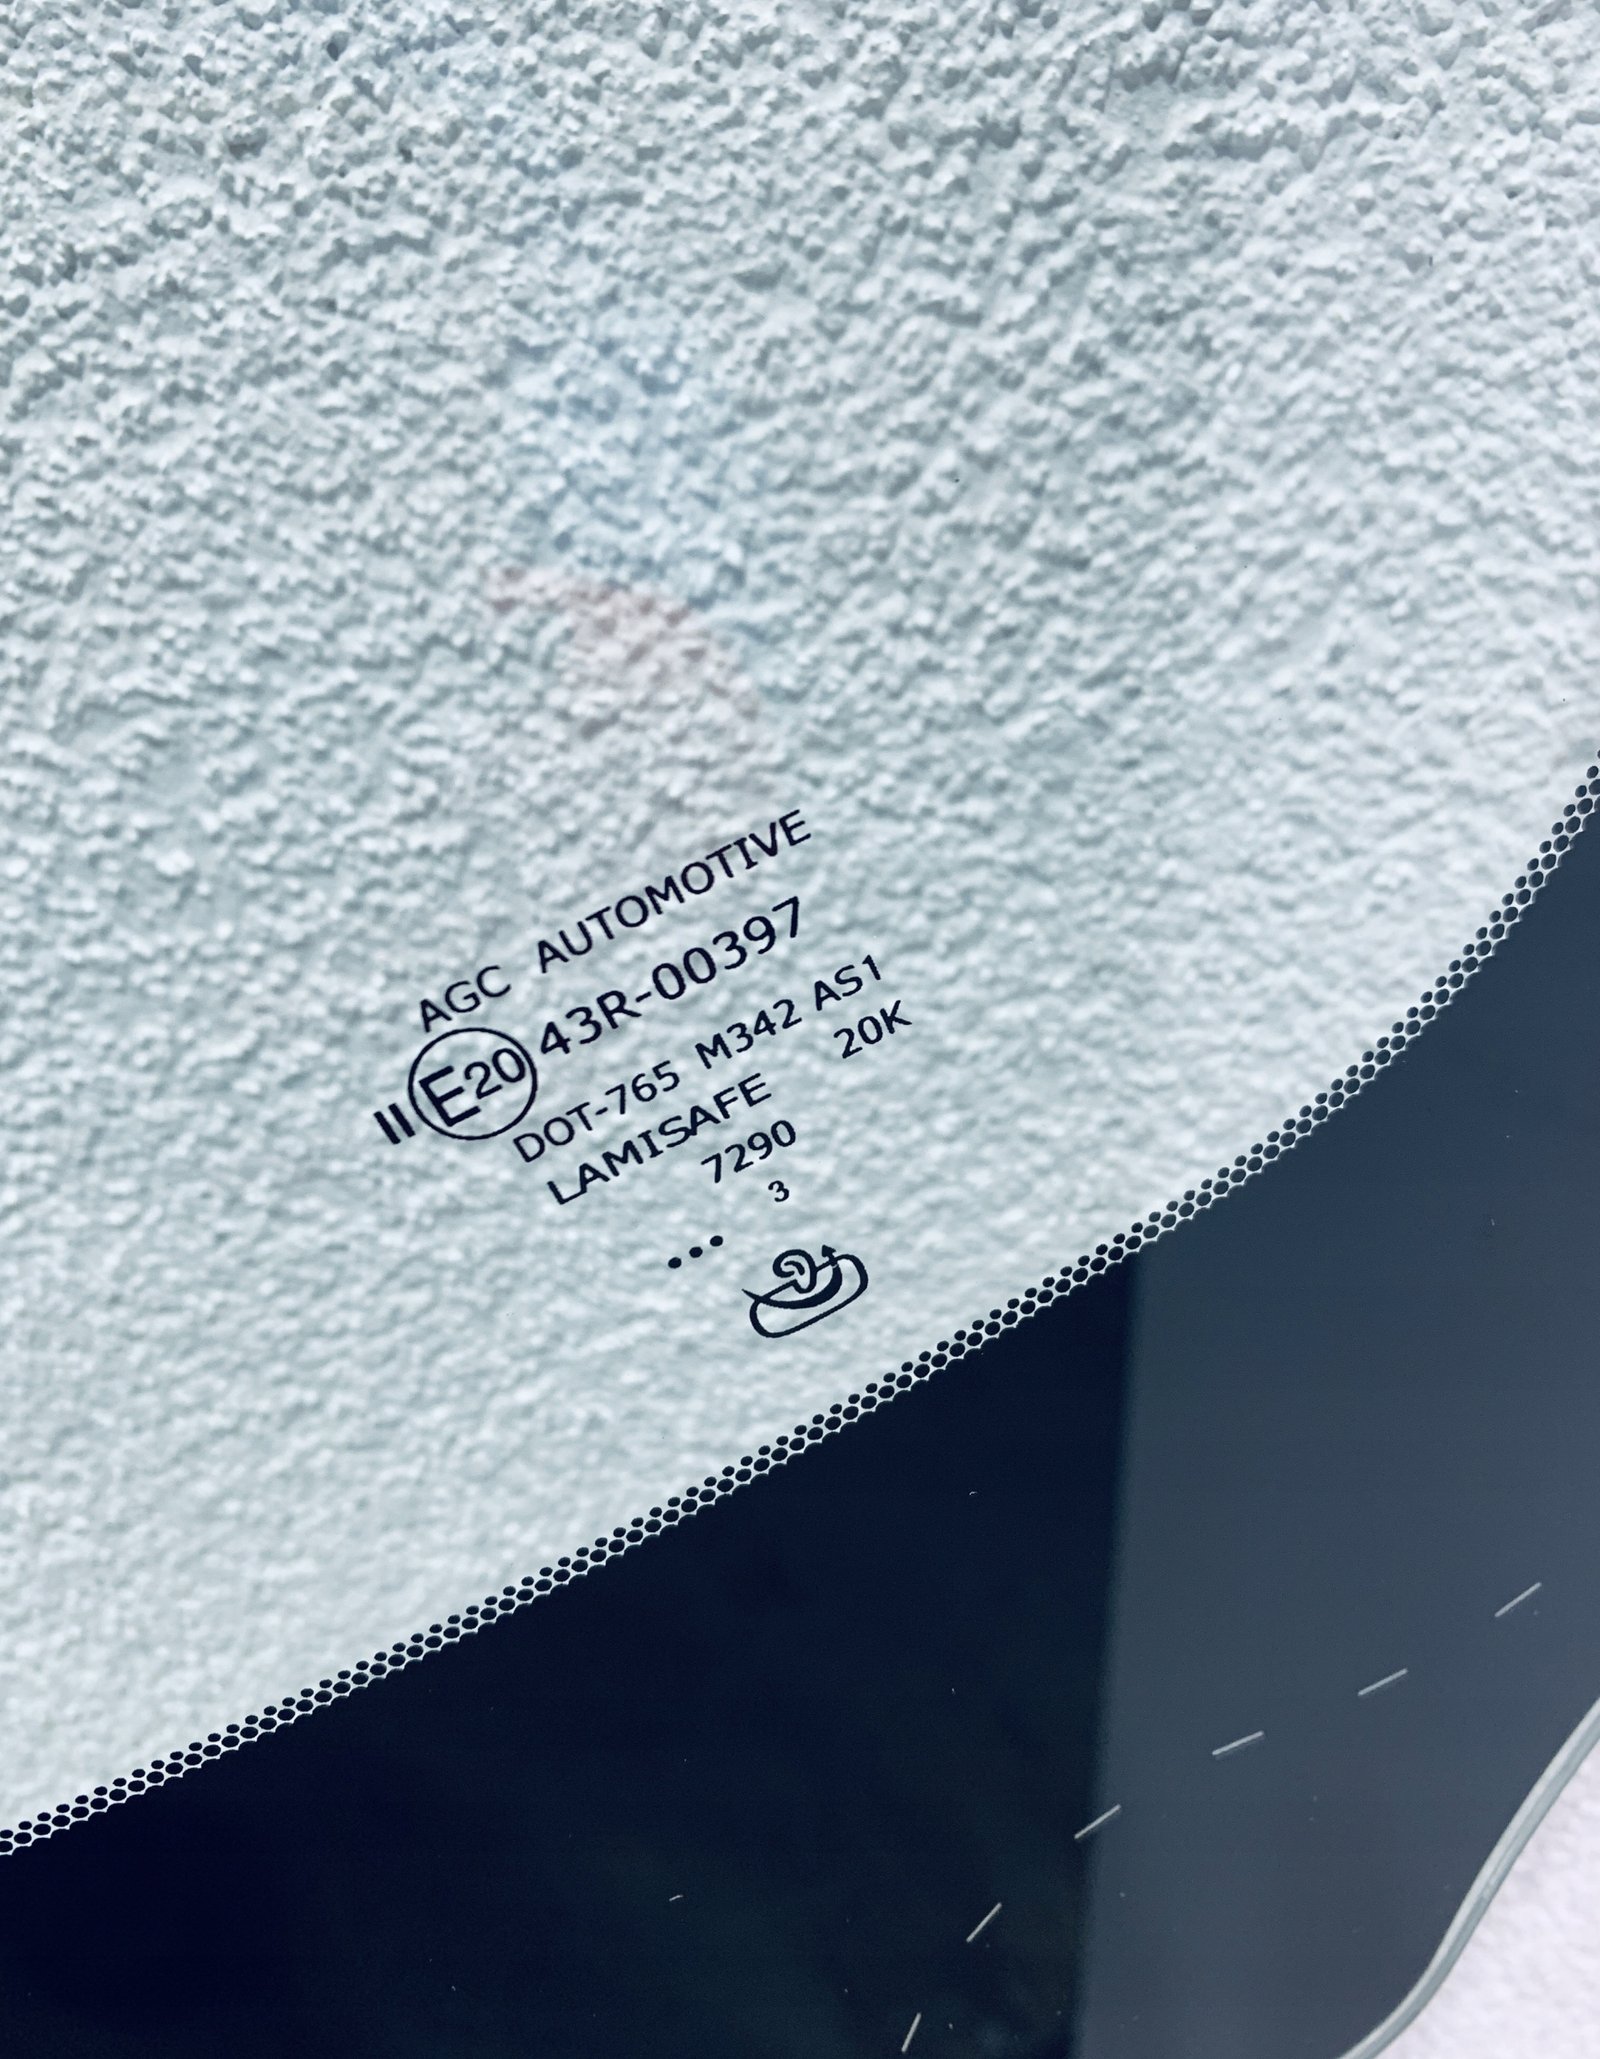 AGC AUTOMOTIVE
II E20 43R-00397
DOT-765 M342 AS1
LAMISAFE 20K
7290
3
...